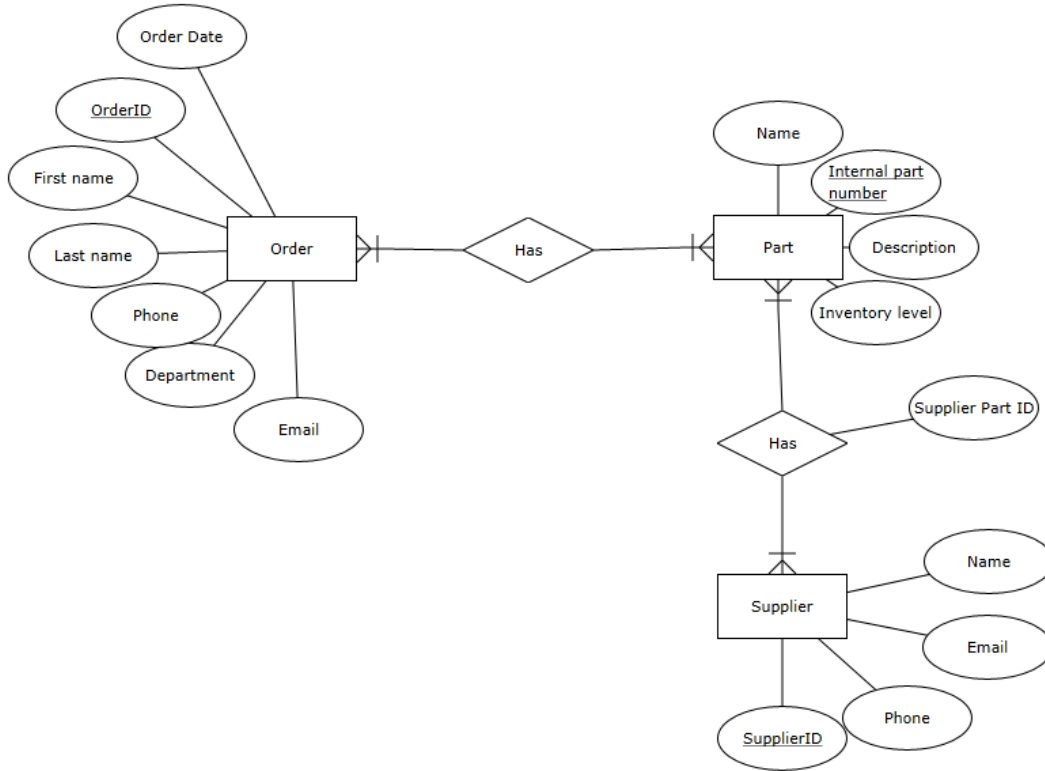 Order Date
OrderID
First name
Last name
Phone
Department
Email
Order
Has
Name
Internal part
number
Part
Description
Inventory level
Supplier Part ID
Has
Name
Supplier
Email
Phone
SupplierID